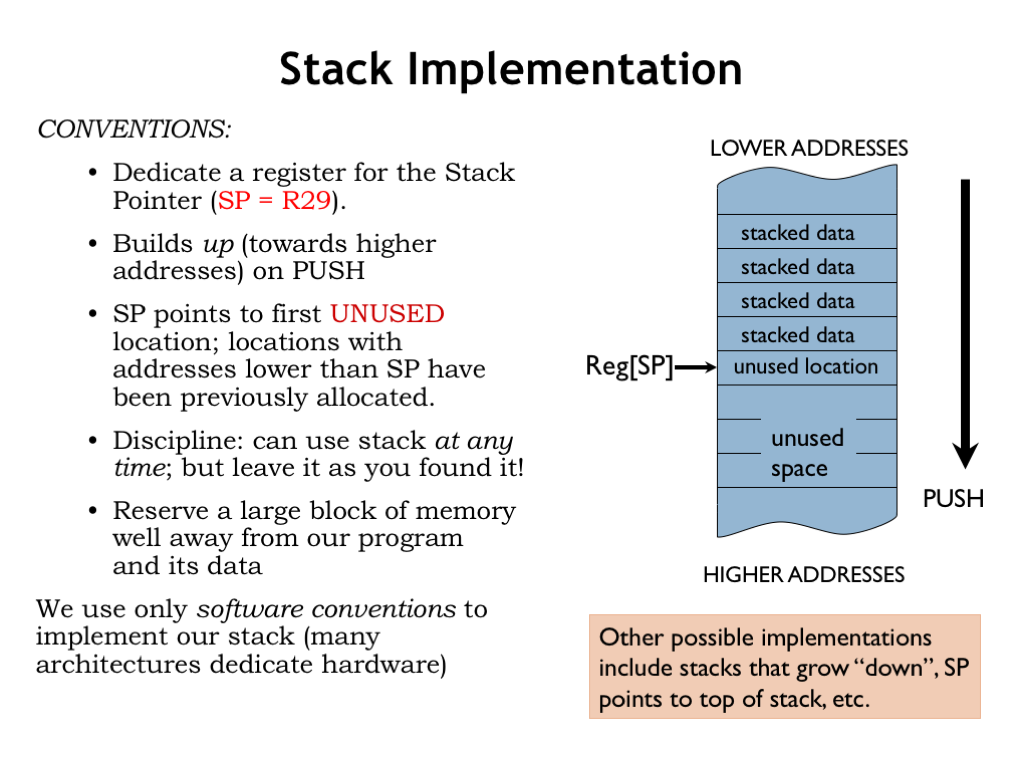 Stack Implementation
CONVENTIONS:
• Dedicate a register for the Stack
Pointer (SP = R29).
• Builds up (towards higher
addresses) on PUSH
• SP points to first UNUSED
location; locations with
addresses lower than SP have
been previously allocated.
• Discipline: can use stack at any
time; but leave it as you found it!
• Reserve a large block of memory
well away from our program
and its data
We use only software conventions to
implement our stack (many
architectures dedicate hardware)
LOWER ADDRESSES
stacked data
stacked data
stacked data
stacked data
Reg[SP]
unused location
unused
space
PUSH
HIGHER ADDRESSES
Other possible implementations
include stacks that grow “down”, SP
points to top of stack, etc.